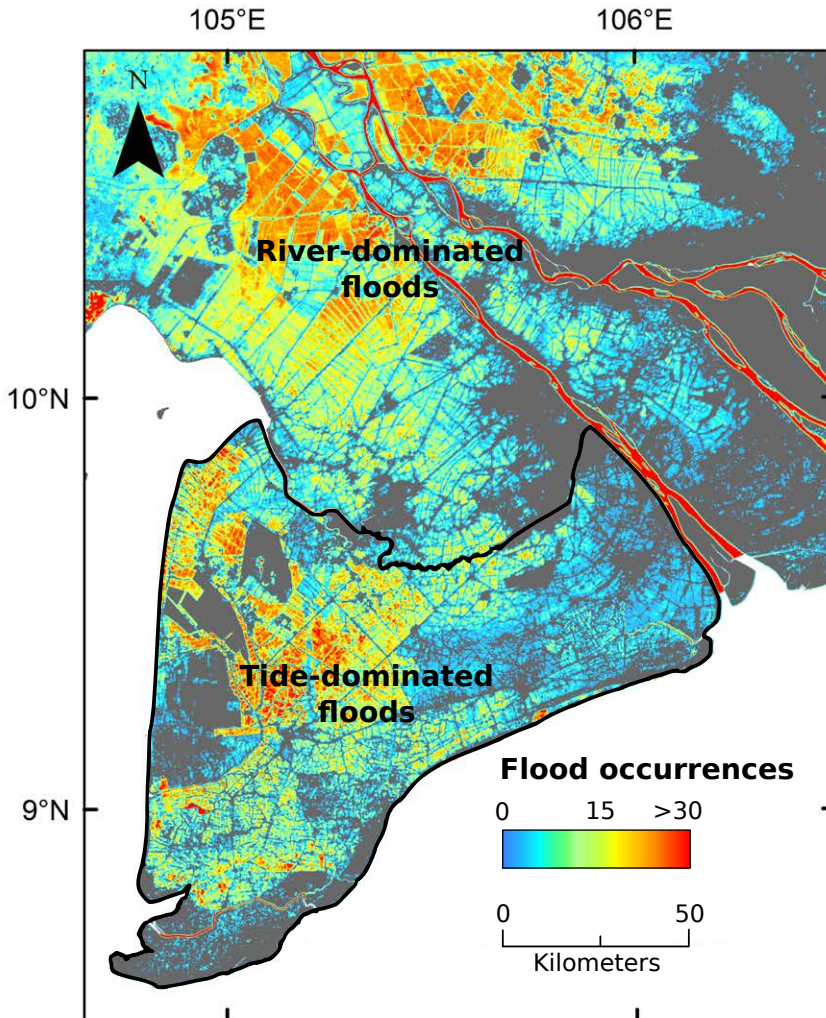 105°E 106°E
N
River-dominated
floods
10°N
Tide-dominated
floods
Flood occurrences
0 15 >30
9°N
0 50
Kilometers